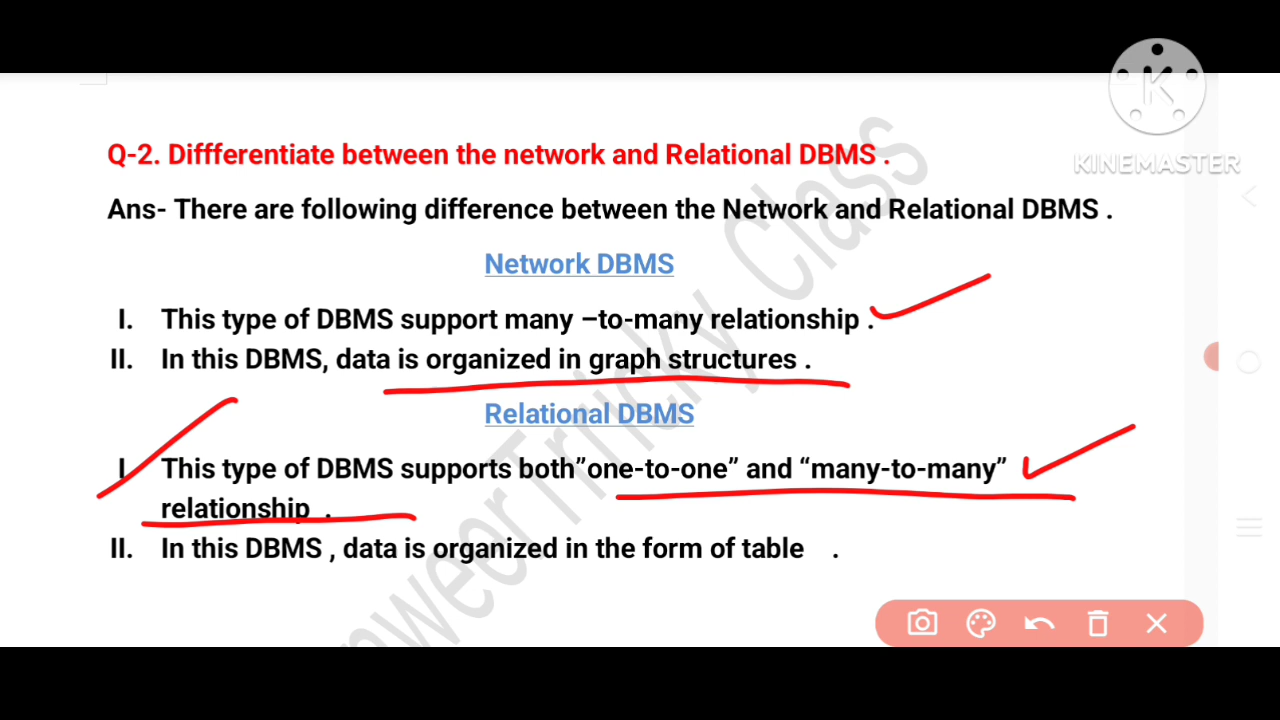 KINEMASTER
Q-2. Diffferentiate between the network and Relational DBMS .
Ans- There are following difference between the Network and Relational DBMS .
Network DBMS
I. This type of DBMS support many –to-many relationship .
II. In this DBMS, data is organized in graph structures .
Relational DBMS
I. This type of DBMS supports both”one-to-one” and “many-to-many”
relationship .
II. In this DBMS , data is organized in the form of table .
Class